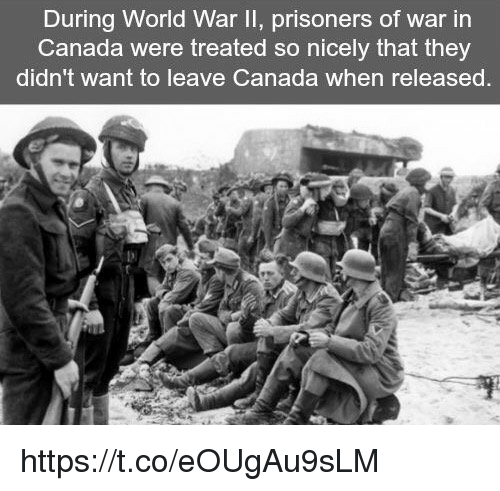 During World War II, prisoners of war in
Canada were treated so nicely that they
didn't want to leave Canada when released.
https://t.co/eOUgAu9sLM